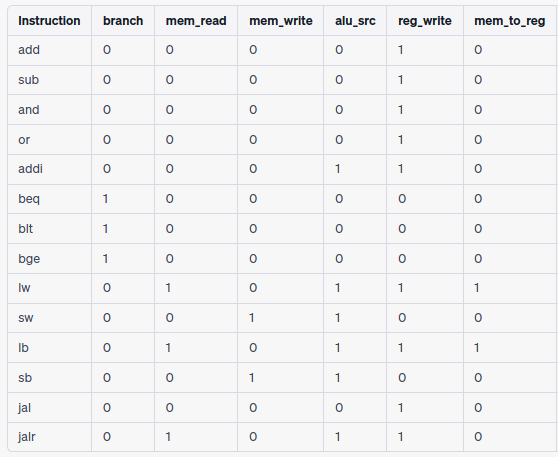 Instruction branch mem_read mem_write alu_src reg_write mem_to_reg
add 0 0 0 0 1 0
sub 0 0 0 0 1 0
and 0 0 0 0 1 0
or 0 0 0 0 1 0
addi 0 0 0 1 1 0
beq 1 0 0 0 0 0
blt 1 0 0 0 0 0
bge 1 0 0 0 0 0
lw 0 1 0 1 1 1
sw 0 0 1 1 0 0
lb 0 1 0 1 1 1
sb 0 0 1 1 0 0
jal 0 0 0 0 1 0
jalr 0 1 0 1 1 0